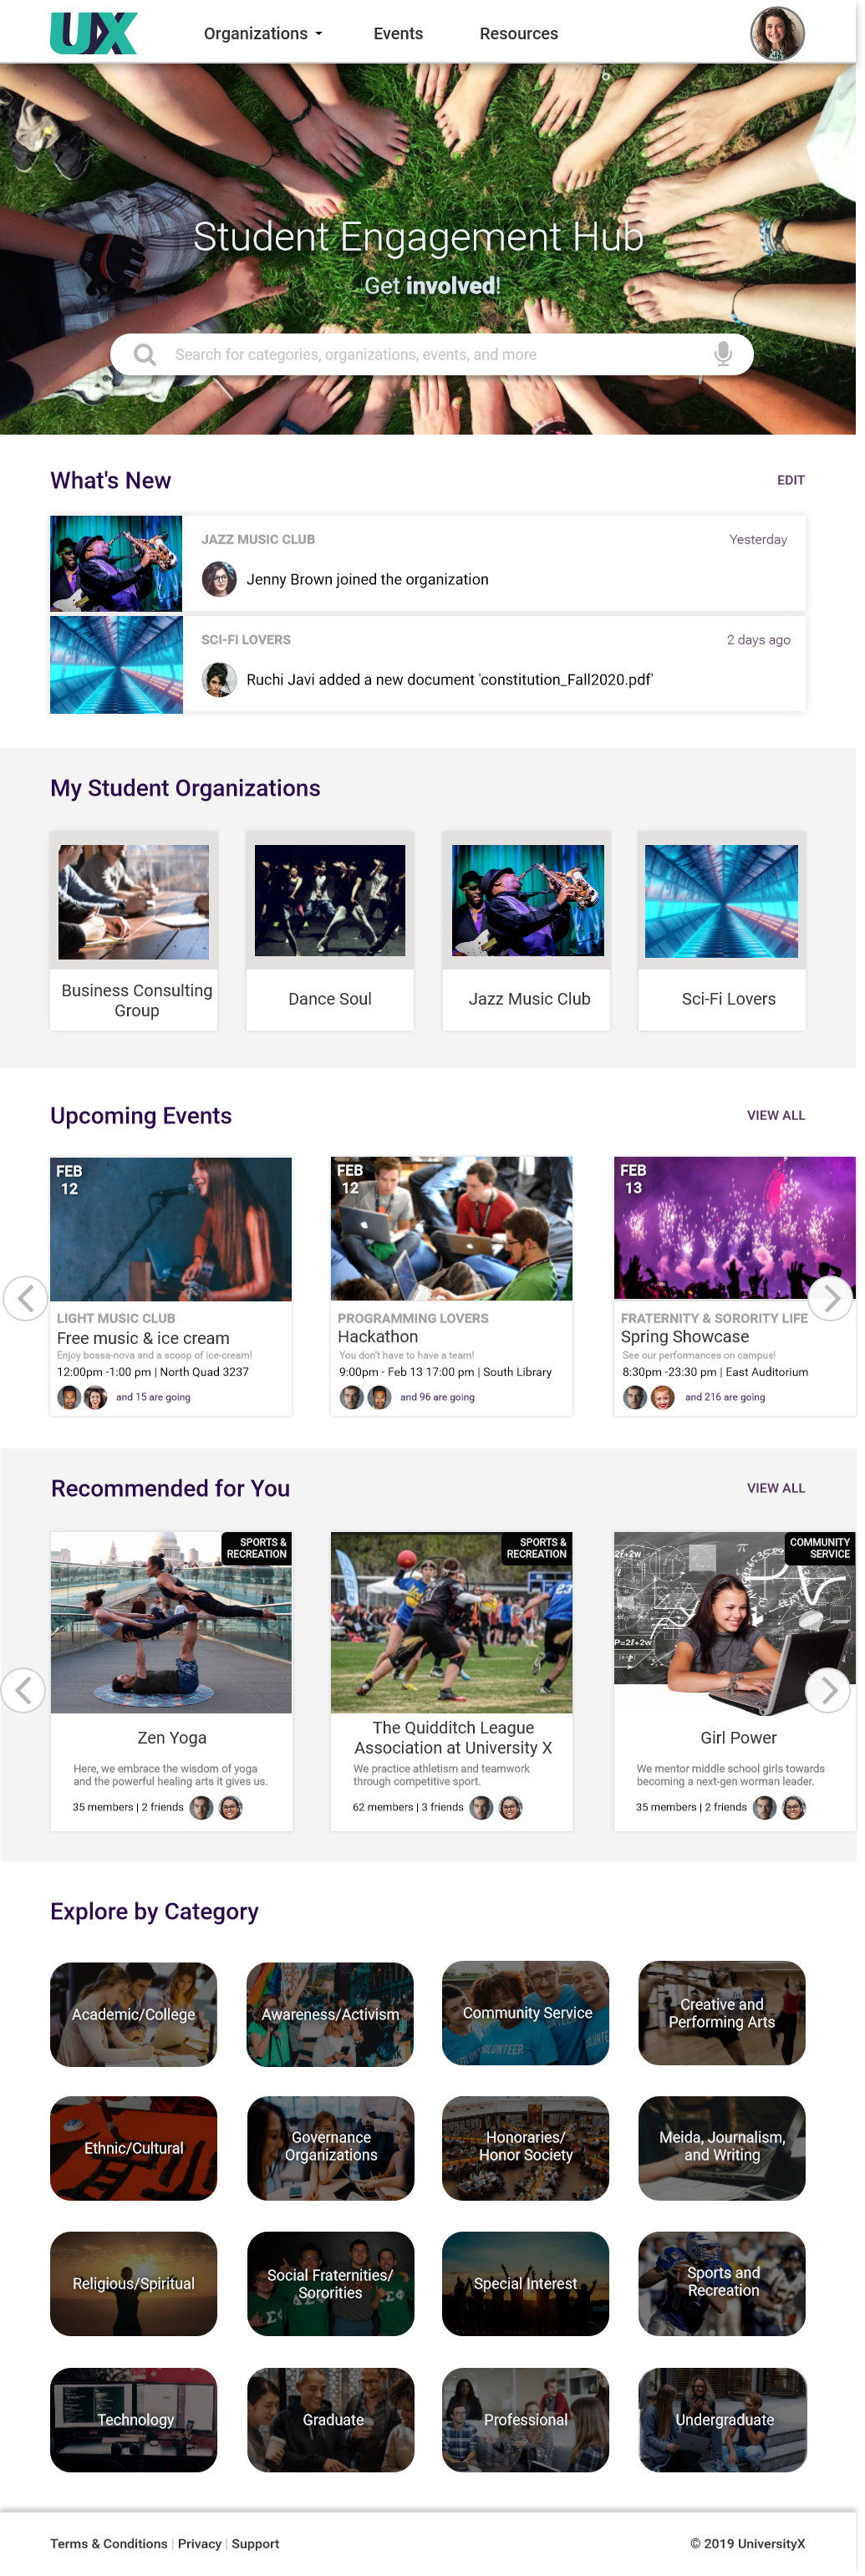 UX
Organizations
Events
Resources
Student Engagement Hub
Get involved!
Search for categories, organizations, events, and more
What's New
EDIT
JAZZ MUSIC CLUB
Yesterday
Jenny Brown joined the organization
SCI-FI LOVERS
2 days ago
Ruchi Javi added a new document 'constitution_Fall2020.pdf'
My Student Organizations
Business Consulting
Group
Dance Soul
Jazz Music Club
Sci-Fi Lovers
Upcoming Events
VIEW ALL
FEB
12
LIGHT MUSIC CLUB
Free music & ice cream
Enjoy bossa-nova and a scoop of ice-cream!
12:00pm -1:00 pm | North Quad 3237
and 15 are going
FEB
12
PROGRAMMING LOVERS
Hackathon
You don't have to have a team!
9:00pm - Feb 13 17:00 pm | South Library
and 96 are going
FEB
13
FRATERNITY & SORORITY LIFE
Spring Showcase
See our performances on campus!
8:30pm -23:30 pm | East Auditorium
and 216 are going
Recommended for You
VIEW ALL
SPORTS &
RECREATION
Zen Yoga
Here, we embrace the wisdom of yoga
and the powerful healing arts it gives us.
35 members | 2 friends
SPORTS &
RECREATION
23
The Quidditch League
Association at University X
We practice athletism and teamwork
through competitive sport.
62 members | 3 friends
COMMUNITY
SERVICE
2ℓ+2w
P=2ℓ+2w
Girl Power
We mentor middle school girls towards
becoming a next-gen worman leader.
35 members | 2 friends
Explore by Category
Academic/College
Awareness/Activism
Community Service
VOLUNTEER
Creative and
Performing Arts
Ethnic/Cultural
Governance
Organizations
Honoraries/
Honor Society
Meida, Journalism,
and Writing
Religious/Spiritual
Social Fraternities/
Sororities
ΣΦ
Special Interest
Sports and
Recreation
Technology
Graduate
Professional
Undergraduate
Terms & Conditions | Privacy | Support
© 2019 UniversityX